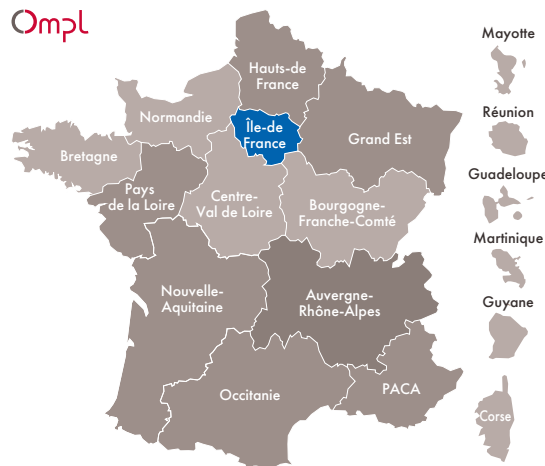 Ompl
Hauts-de
France
Normandie
Île-de
France
Grand Est
Bretagne
Pays
de la Loire
Centre-
Val de Loire
Bourgogne-
Franche-Comté
Nouvelle-
Aquitaine
Auvergne-
Rhône-Alpes
Occitanie
PACA
Mayotte
Réunion
Guadeloupe
Martinique
Guyane
Corse